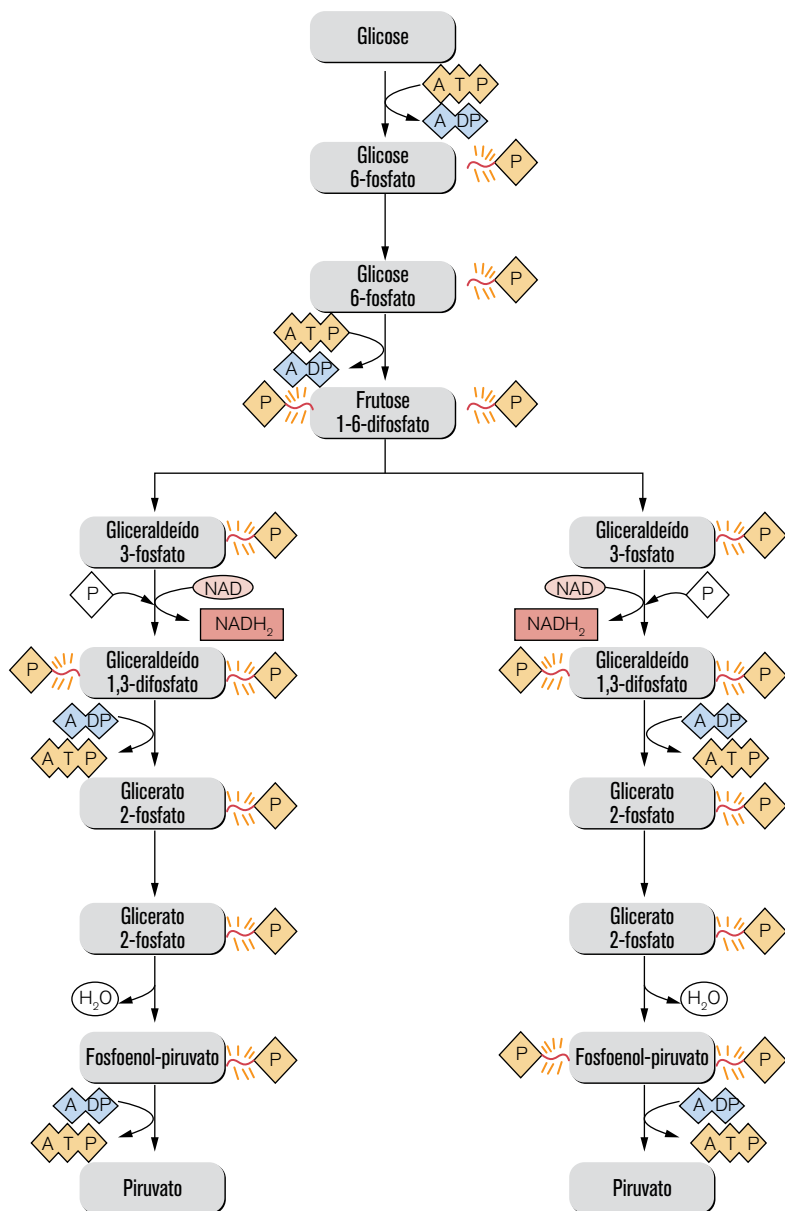 Glicose
A T P
A DP
Glicose
6-fosfato
P
Glicose
6-fosfato
P
A T P
A DP
P
Frutose
1-6-difosfato
P
Gliceraldeído
3-fosfato
P
Gliceraldeído
3-fosfato
P
P
NAD
NADH₂
NAD
P
NADH₂
P
Gliceraldeído
1,3-difosfato
P
P
Gliceraldeído
1,3-difosfato
P
A DP
A T P
A DP
A T P
Glicerato
2-fosfato
P
Glicerato
2-fosfato
P
Glicerato
2-fosfato
P
Glicerato
2-fosfato
P
H₂O
H₂O
Fosfoenol-piruvato
P
P
Fosfoenol-piruvato
P
A DP
A T P
A DP
A T P
Piruvato
Piruvato